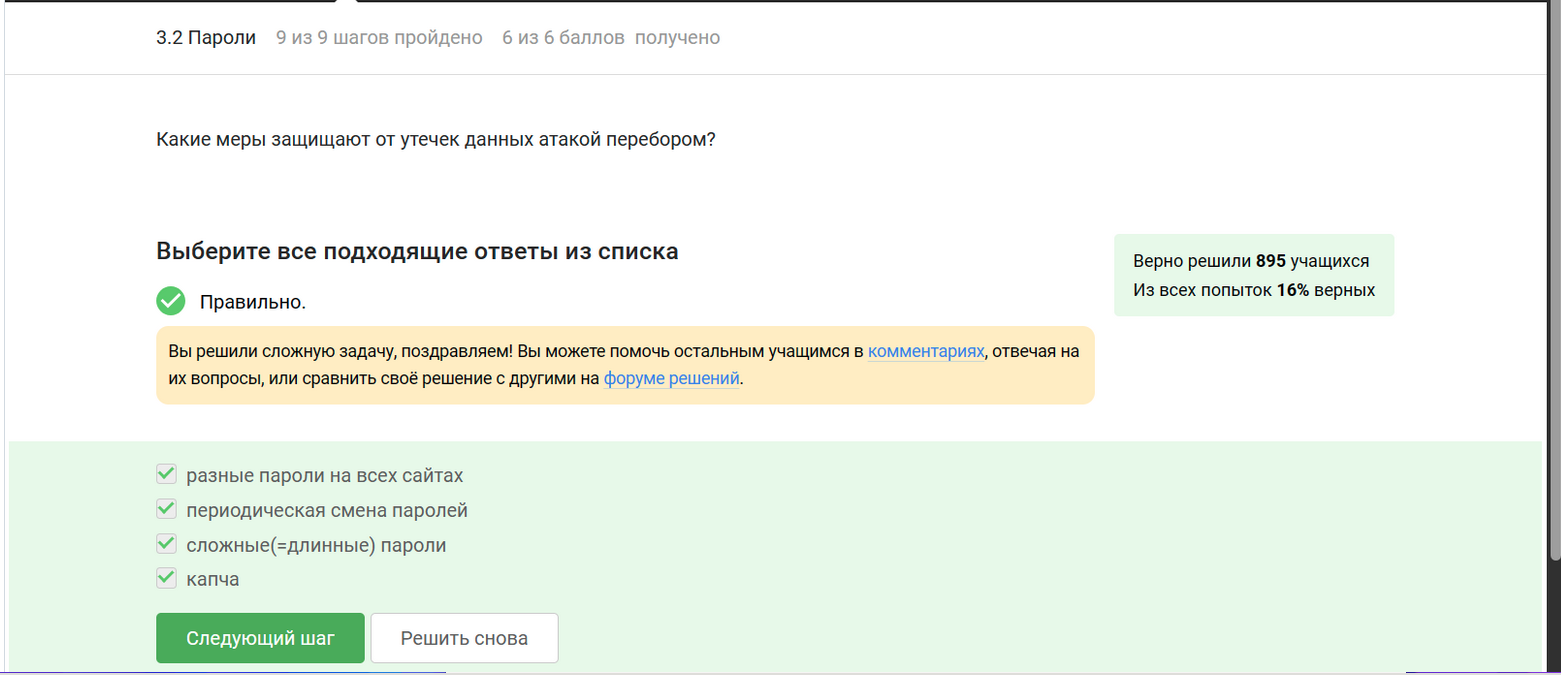 3.2 Пароли 9 из 9 шагов пройдено 6 из 6 баллов получено
Какие меры защищают от утечек данных атакой перебором?
Выберите все подходящие ответы из списка
Верно решили 895 учащихся
Из всех попыток 16% верных
Правильно.
Вы решили сложную задачу, поздравляем! Вы можете помочь остальным учащимся в комментариях, отвечая на
их вопросы, или сравнить своё решение с другими на форуме решений.
разные пароли на всех сайтах
периодическая смена паролей
сложные(=длинные) пароли
капча
Следующий шаг Решить снова